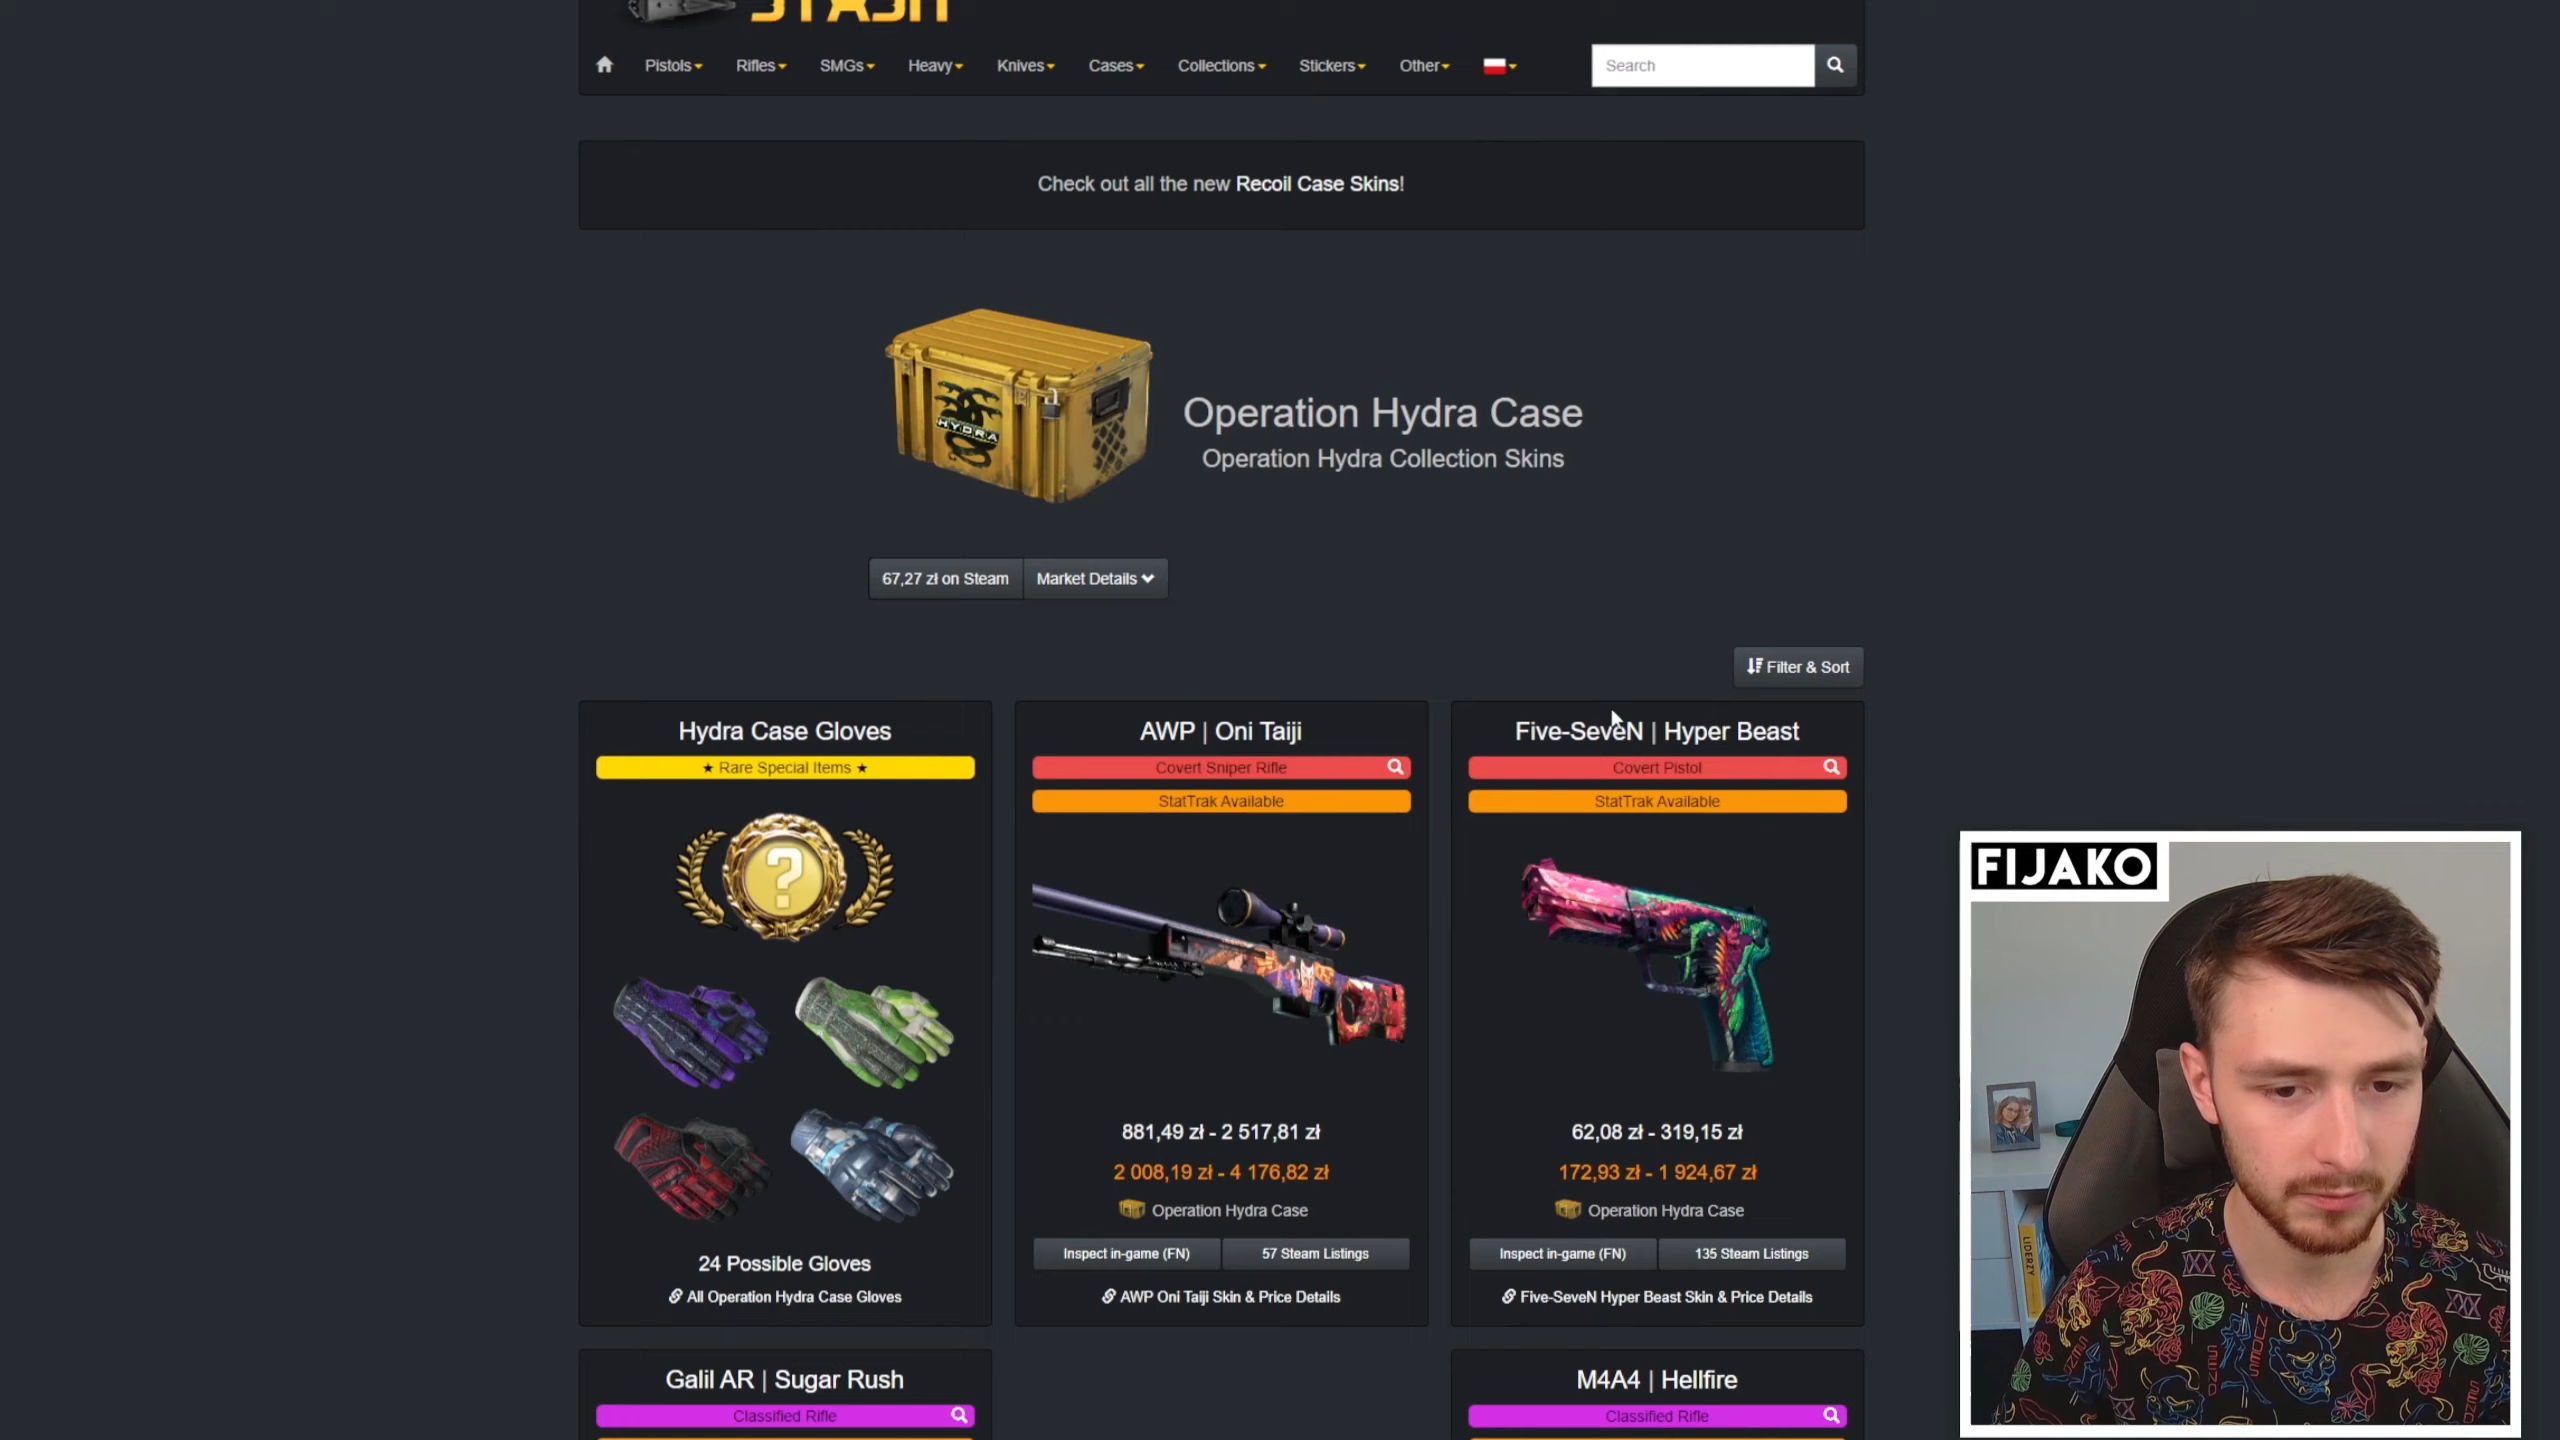 STASH
Pistols Rifles SMGs Heavy Knives Cases Collections Stickers Other Search
Check out all the new Recoil Case Skins!
HYDRA
Operation Hydra Case
Operation Hydra Collection Skins
67,27 zł on Steam Market Details
Filter & Sort
Hydra Case Gloves
★ Rare Special Items ★
?
24 Possible Gloves
All Operation Hydra Case Gloves
AWP | Oni Taiji
Covert Sniper Rifle
StatTrak Available
881,49 zł - 2 517,81 zł
2 008,19 zł - 4 176,82 zł
Operation Hydra Case
Inspect in-game (FN) 57 Steam Listings
AWP Oni Taiji Skin & Price Details
Five-SeveN | Hyper Beast
Covert Pistol
StatTrak Available
62,08 zł - 319,15 zł
172,93 zł - 1 924,67 zł
Operation Hydra Case
Inspect in-game (FN) 135 Steam Listings
Five-SeveN Hyper Beast Skin & Price Details
Galil AR | Sugar Rush
Classified Rifle
M4A4 | Hellfire
Classified Rifle
FIJAKO
LIDERZY